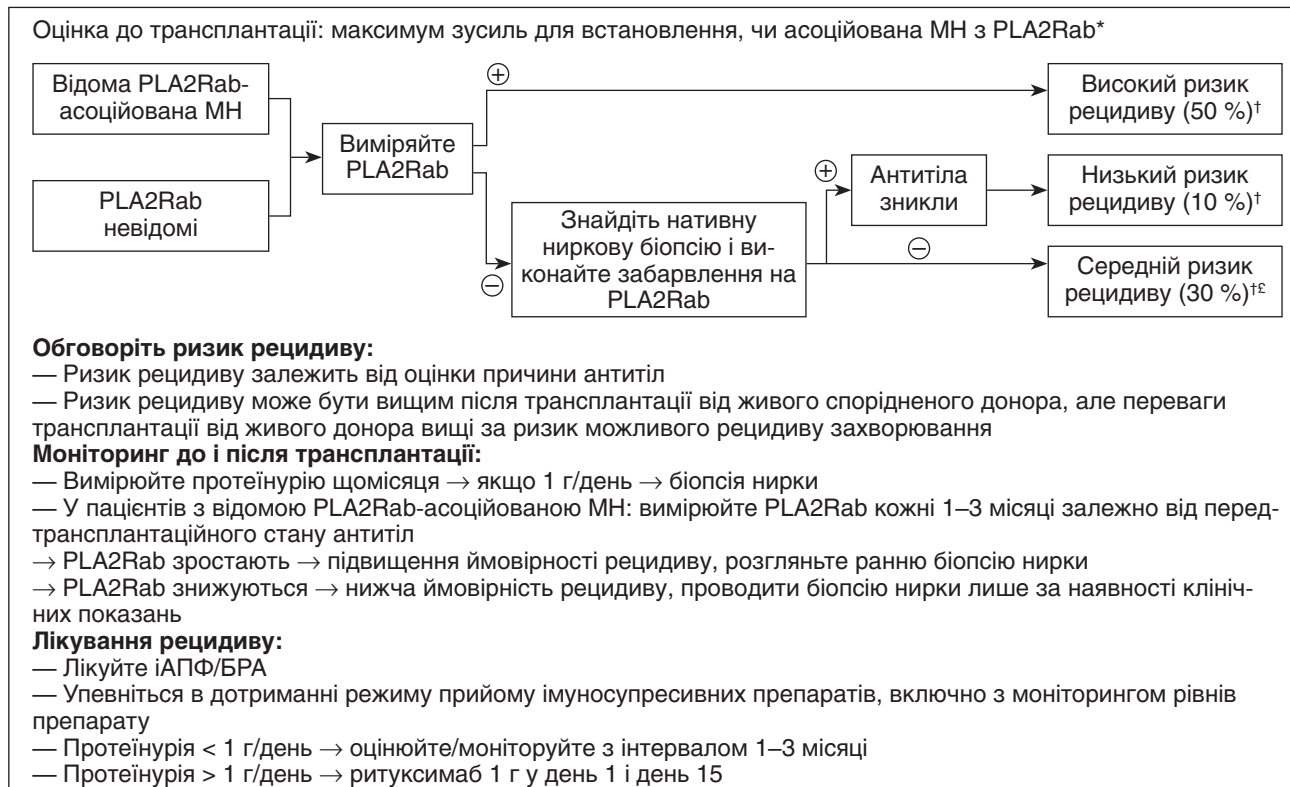 Оцінка до трансплантації: максимум зусиль для встановлення, чи асоційована МН з PLA2Rab*
Відома PLA2Rab-
асоційована МН
PLA2Rab
невідомі
Виміряйте
PLA2Rab
⊕
⊖
Знайдіть нативну
ниркову біопсію і ви-
конайте забарвлення на
PLA2Rab
⊕
Антитіла
зникли
⊖
Високий ризик
рецидиву (50 %)†
Низький ризик
рецидиву (10 %)†
Середній ризик
рецидиву (30 %)†£
Обговоріть ризик рецидиву:
— Ризик рецидиву залежить від оцінки причини антитіл
— Ризик рецидиву може бути вищим після трансплантації від живого спорідненого донора, але переваги
трансплантації від живого донора вищі за ризик можливого рецидиву захворювання
Моніторинг до і після трансплантації:
— Вимірюйте протеїнурію щомісяця → якщо 1 г/день → біопсія нирки
— У пацієнтів з відомою PLA2Rab-асоційованою МН: вимірюйте PLA2Rab кожні 1–3 місяці залежно від перед-
трансплантаційного стану антитіл
→ PLA2Rab зростають → підвищення ймовірності рецидиву, розгляньте ранню біопсію нирки
→ PLA2Rab знижуються → нижча ймовірність рецидиву, проводити біопсію нирки лише за наявності клініч-
них показань
Лікування рецидиву:
— Лікуйте іАПФ/БРА
— Упевніться в дотриманні режиму прийому імуносупресивних препаратів, включно з моніторингом рівнів
препарату
— Протеїнурія < 1 г/день → оцінюйте/моніторуйте з інтервалом 1–3 місяці
— Протеїнурія > 1 г/день → ритуксимаб 1 г у день 1 і день 15